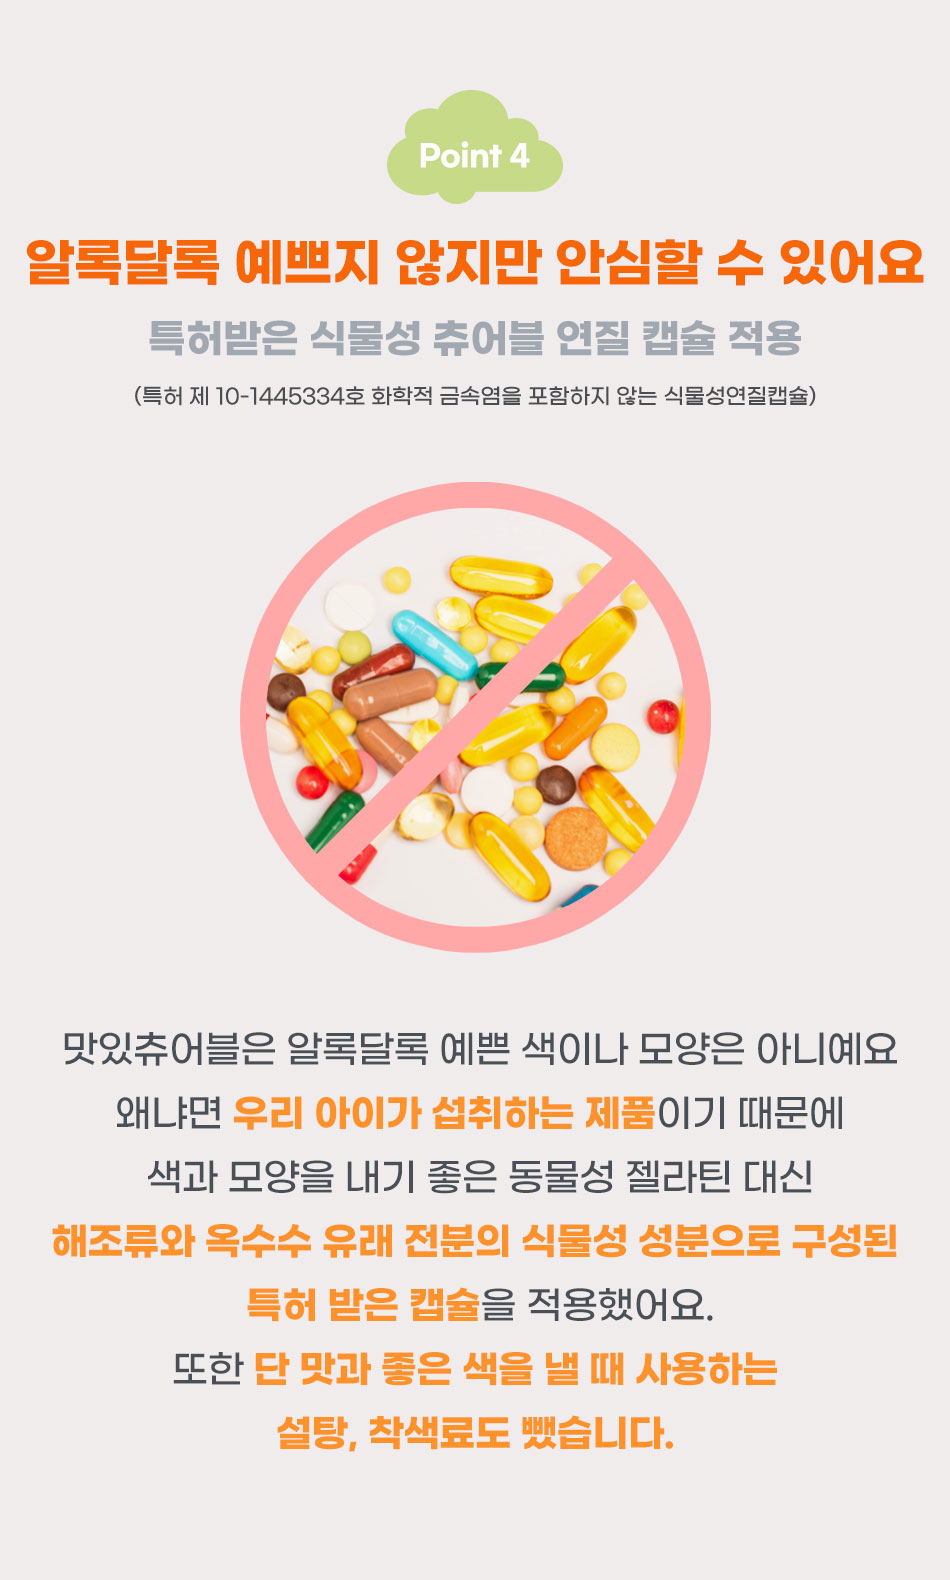 Point 4
알록달록 예쁘지 않지만 안심할 수 있어요
특허받은 식물성 츄어블 연질 캡슐 적용
(특허 제 10-1445334호 화학적 금속염을 포함하지 않는 식물성연질캡슐)
맛있츄어블은 알록달록 예쁜 색이나 모양은 아니예요
왜냐면 우리 아이가 섭취하는 제품이기 때문에
색과 모양을 내기 좋은 동물성 젤라틴 대신
해조류와 옥수수 유래 전분의 식물성 성분으로 구성된
특허 받은 캡슐을 적용했어요.
또한 단 맛과 좋은 색을 낼 때 사용하는
설탕, 착색료도 뺐습니다.